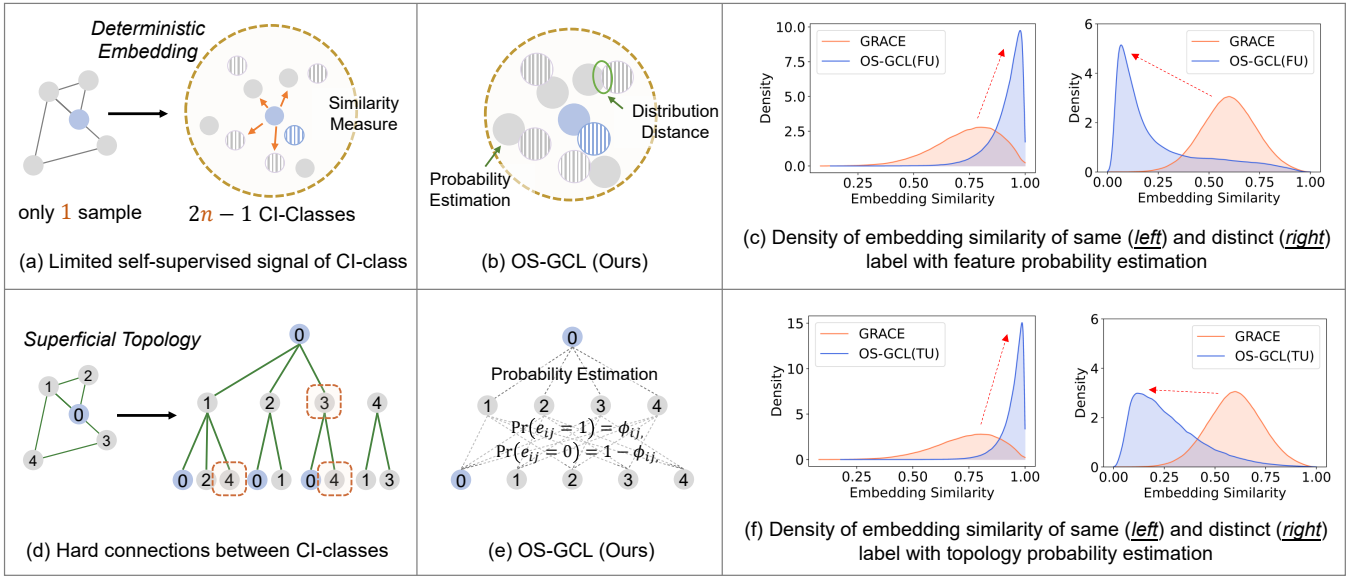 Deterministic
Embedding
Similarity
Measure
only 1 sample
2n − 1 CI-Classes
(a) Limited self-supervised signal of CI-class
Distribution
Distance
Probability
Estimation
(b) OS-GCL (Ours)
10.0
7.5
5.0
2.5
0.0
Density
GRACE
OS-GCL(FU)
0.25 0.50 0.75 1.00
Embedding Similarity
6
4
2
0
Density
GRACE
OS-GCL(FU)
0.00 0.25 0.50 0.75 1.00
Embedding Similarity
(c) Density of embedding similarity of same (left) and distinct (right)
label with feature probability estimation
Superficial Topology
1 2
0
3
4
0
1 2 3 4
0 2 4 0 1 0 4 1 3
(d) Hard connections between CI-classes
0
Probability Estimation
1 2 3 4
Pr(e_ij = 1) = ϕ_ij,
Pr(e_ij = 0) = 1 − ϕ_ij,
0 1 2 3 4
(e) OS-GCL (Ours)
15
10
5
0
Density
GRACE
OS-GCL(TU)
0.25 0.50 0.75 1.00
Embedding Similarity
6
4
2
0
Density
GRACE
OS-GCL(TU)
0.00 0.25 0.50 0.75 1.00
Embedding Similarity
(f) Density of embedding similarity of same (left) and distinct (right)
label with topology probability estimation